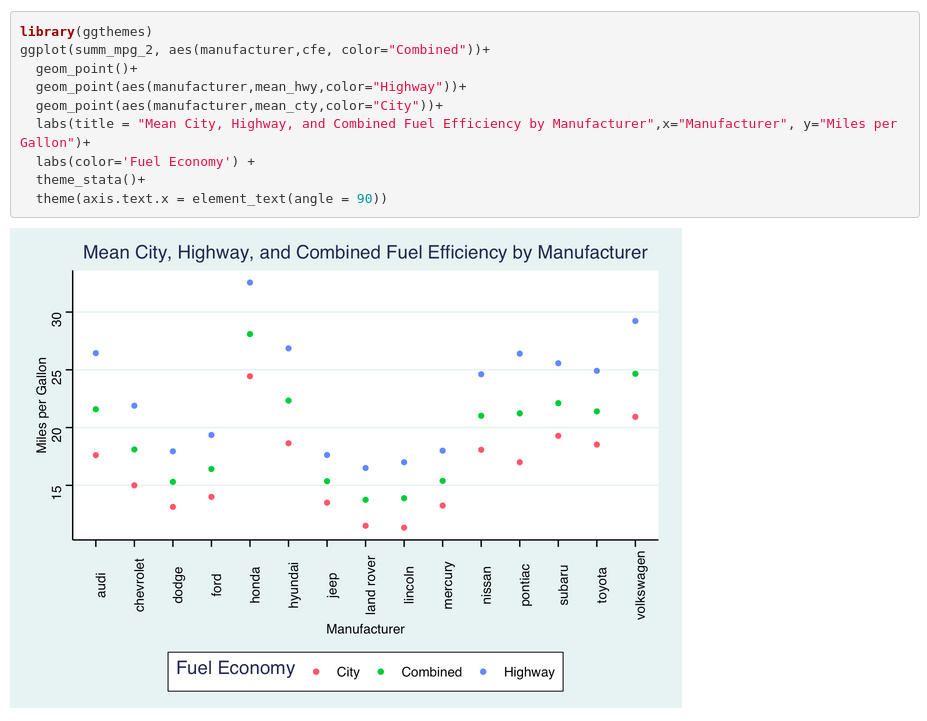 library(ggthemes)
ggplot(summ_mpg_2, aes(manufacturer,cfe, color="Combined"))+
  geom_point()+
  geom_point(aes(manufacturer,mean_hwy,color="Highway"))+
  geom_point(aes(manufacturer,mean_cty,color="City"))+
  labs(title = "Mean City, Highway, and Combined Fuel Efficiency by Manufacturer",x="Manufacturer", y="Miles per
Gallon")+
  labs(color='Fuel Economy') +
  theme_stata()+
  theme(axis.text.x = element_text(angle = 90))
Mean City, Highway, and Combined Fuel Efficiency by Manufacturer
Miles per Gallon
30
25
20
15
audi
chevrolet
dodge
ford
honda
hyundai
jeep
land rover
lincoln
mercury
nissan
pontiac
subaru
toyota
volkswagen
Manufacturer
Fuel Economy City Combined Highway